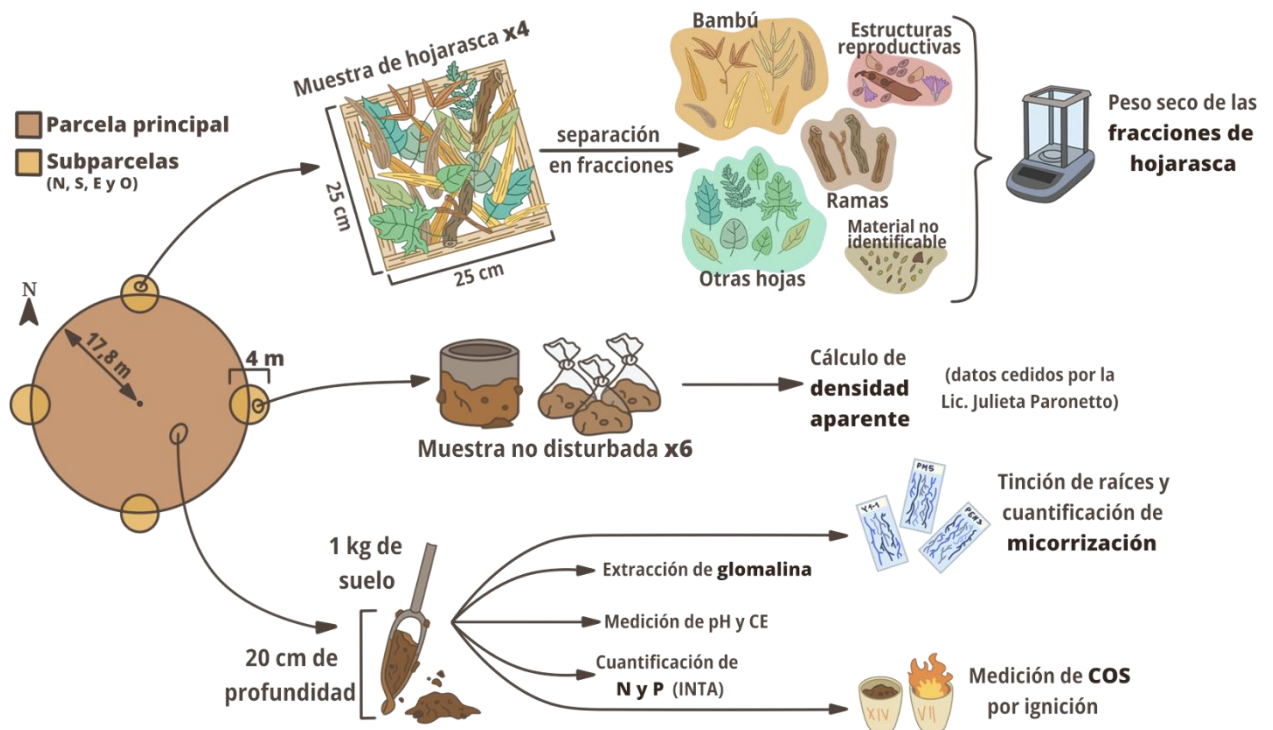 Parcela principal
Subparcelas
(N, S, E y O)
N
17,8 m
4 m
Muestra de hojarasca x4
25 cm
25 cm
separación
en fracciones
Bambú
Estructuras
reproductivas
Ramas
Otras hojas
Material no
identificable
Peso seco de las
fracciones de
hojarasca
Muestra no disturbada x6
Cálculo de
densidad
aparente
(datos cedidos por la
Lic. Julieta Paronetto)
1 kg de
suelo
20 cm de
profundidad
Extracción de glomalina
Medición de pH y CE
Cuantificación de
N y P (INTA)
PM5
Tinción de raíces y
cuantificación de
micorrización
XIV
VII
Medición de COS
por ignición